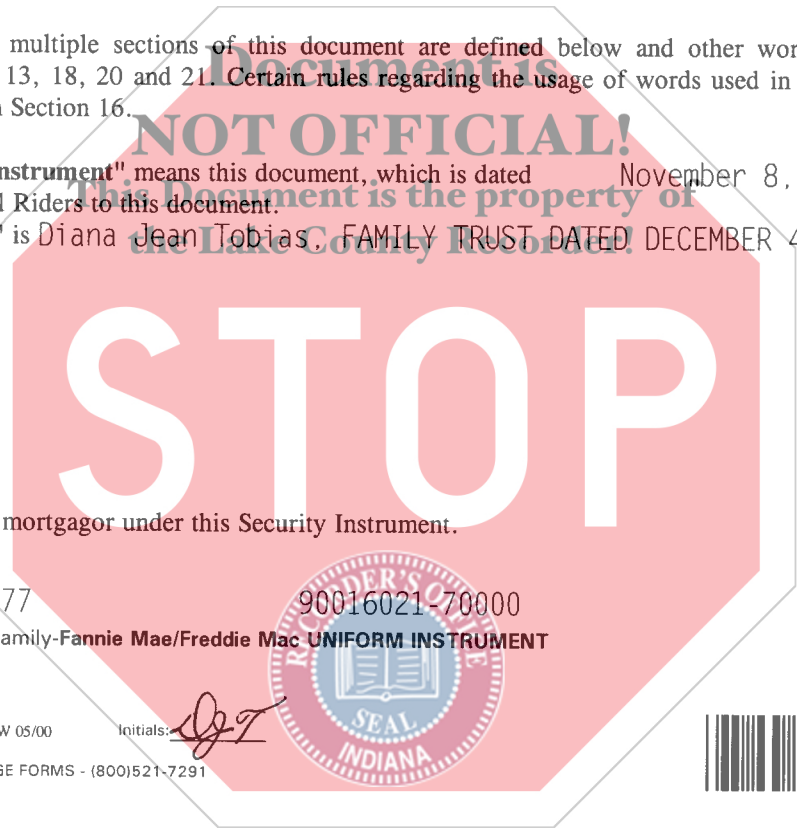 multiple sections of this document are defined below and other wor
Document is
13, 18, 20 and 21. Certain rules regarding the usage of words used in
Section 16.
NOT OFFICIAL!
nstrument" means this document, which is dated November 8,
This Document is the property of
Riders to this document.
" is Diana Jean Tobias, FAMILY TRUST DATED DECEMBER 4
the Lake County Recorder!
STOP
mortgagor under this Security Instrument.
77 90016021-70000
RECORDER'S OFFICE
amily-Fannie Mae/Freddie Mac UNIFORM INSTRUMENT
SEAL
INDIANA
W 05/00 Initials: DJT
GE FORMS - (800)521-7291